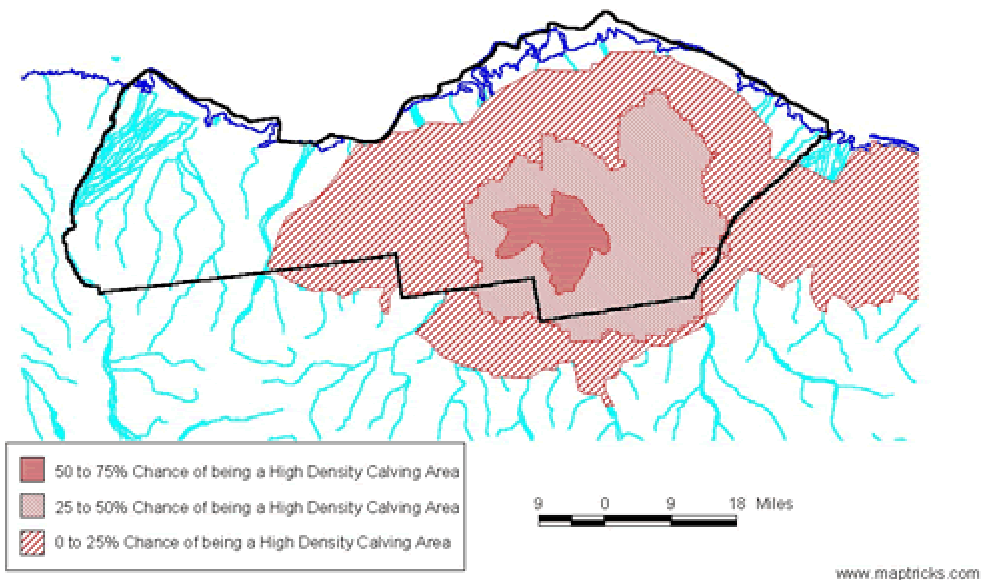 50 to 75% Chance of being a High Density Calving Area
25 to 50% Chance of being a High Density Calving Area
0 to 25% Chance of being a High Density Calving Area
9 0 9 18 Miles
www.maptricks.com